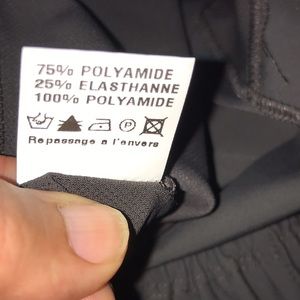 75% POLYAMIDE
25% ELASTHANNE
100% POLYAMIDE
Repassage a l'envers